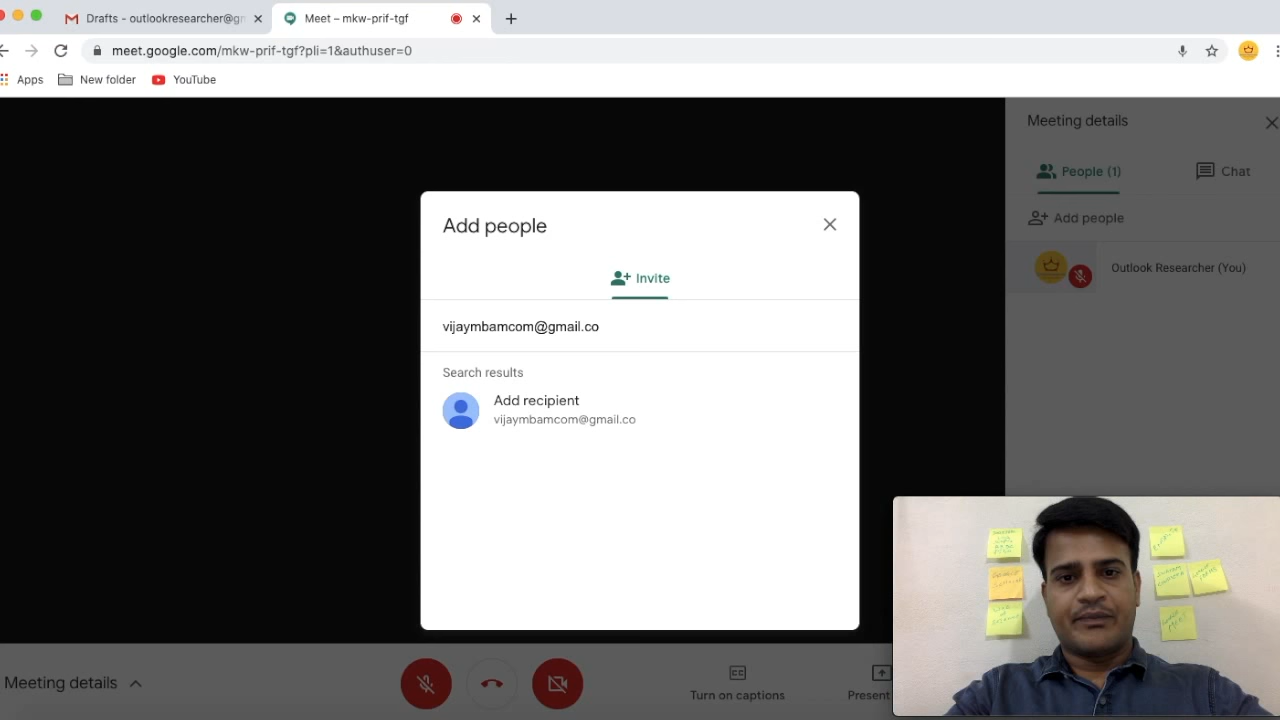 Drafts - outlookresearcher@gm
Meet – mkw-prif-tgf
meet.google.com/mkw-prif-tgf?pli=1&authuser=0
Apps
New folder
YouTube
Meeting details
People (1)
Chat
Add people
Outlook Researcher (You)
Add people
Invite
vijaymbamcom@gmail.co
Search results
Add recipient
vijaymbamcom@gmail.co
Meeting details
CC
Turn on captions
Present